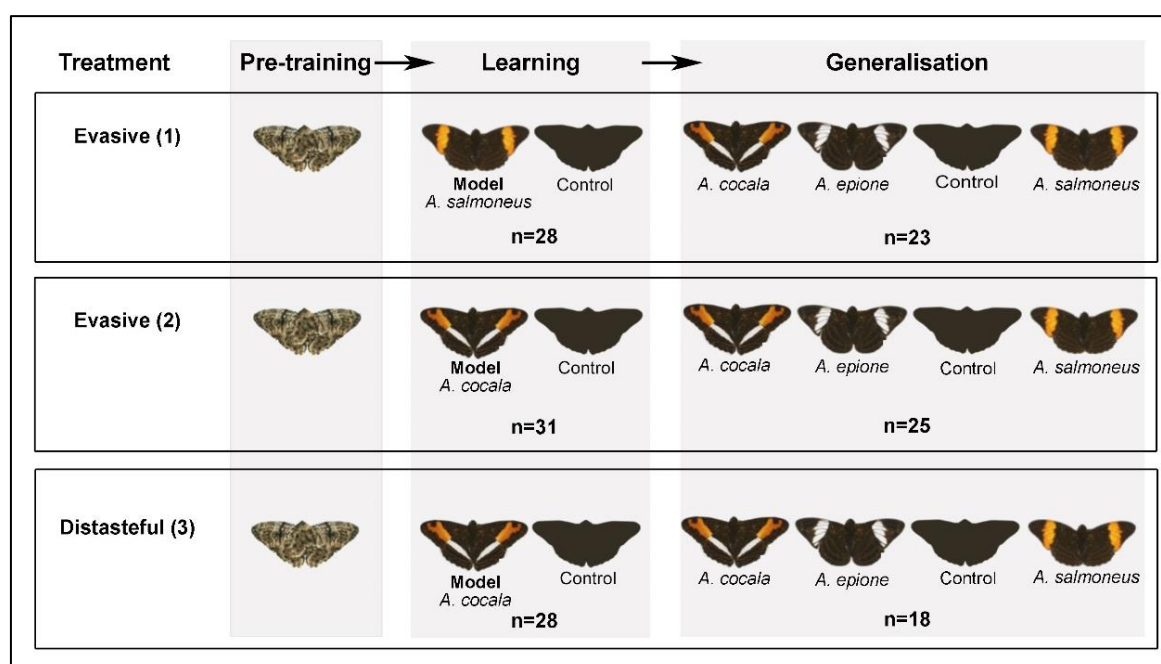 Treatment Pre-training Learning Generalisation
Evasive (1)
Model Control
A. salmoneus
n=28
A. cocala A. epione Control A. salmoneus
n=23
Evasive (2)
Model Control
A. cocala
n=31
A. cocala A. epione Control A. salmoneus
n=25
Distasteful (3)
Model Control
A. cocala
n=28
A. cocala A. epione Control A. salmoneus
n=18